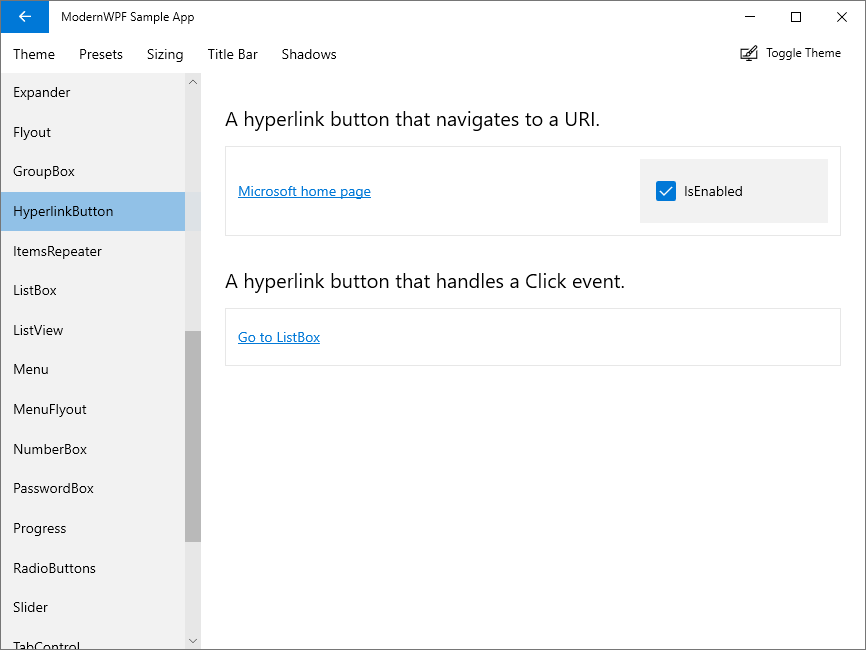 ModernWPF Sample App
Theme Presets Sizing Title Bar Shadows Toggle Theme
Expander
Flyout
GroupBox
HyperlinkButton
ItemsRepeater
ListBox
ListView
Menu
MenuFlyout
NumberBox
PasswordBox
Progress
RadioButtons
Slider
TabControl
A hyperlink button that navigates to a URI.
Microsoft home page
IsEnabled
A hyperlink button that handles a Click event.
Go to ListBox